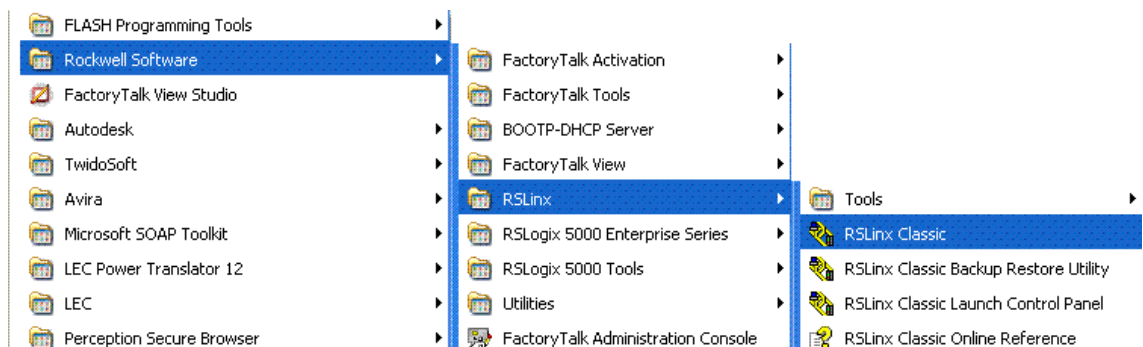 FLASH Programming Tools
Rockwell Software
FactoryTalk View Studio
Autodesk
TwidoSoft
Avira
Microsoft SOAP Toolkit
LEC Power Translator 12
LEC
Perception Secure Browser
FactoryTalk Activation
FactoryTalk Tools
BOOTP-DHCP Server
FactoryTalk View
RSLinx
RSLogix 5000 Enterprise Series
RSLogix 5000 Tools
Utilities
FactoryTalk Administration Console
Tools
RSLinx Classic
RSLinx Classic Backup Restore Utility
RSLinx Classic Launch Control Panel
RSLinx Classic Online Reference